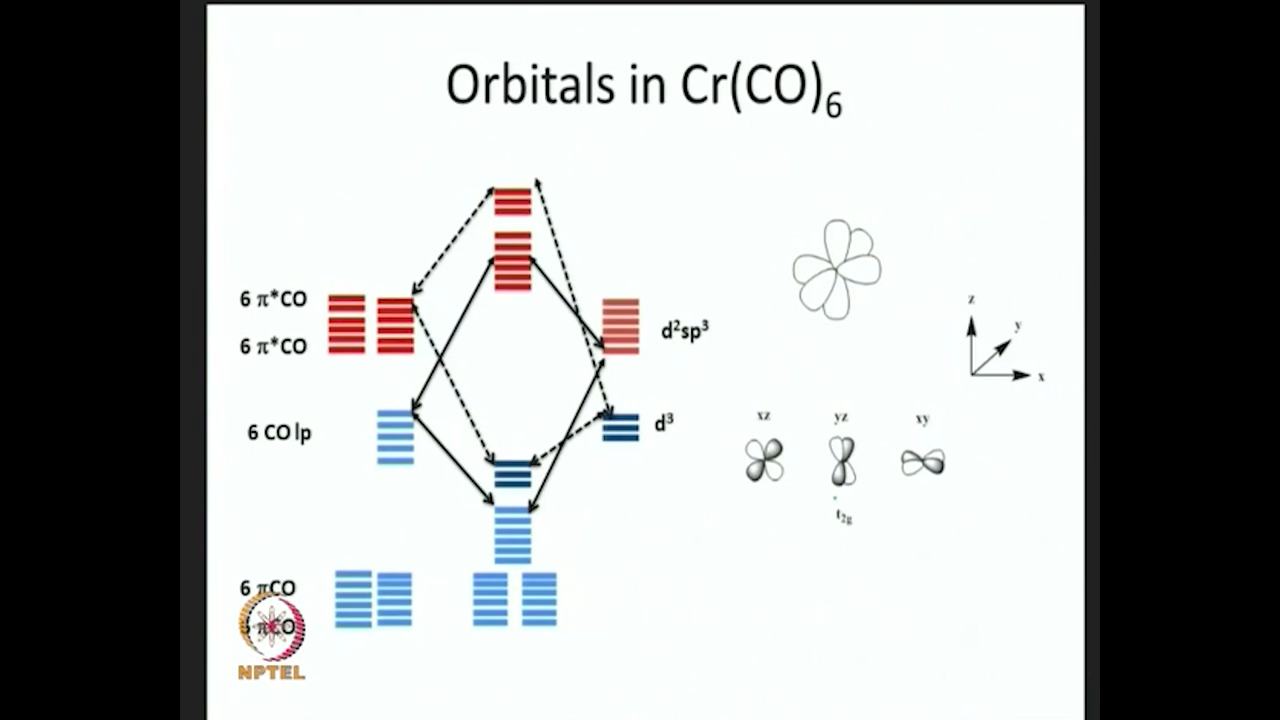 Orbitals in Cr(CO)₆
6 π*CO
6 π*CO
d²sp³
6 CO lp
d³
6 πCO
πCO
NPTEL
z
y
x
xz yz xy
t₂g